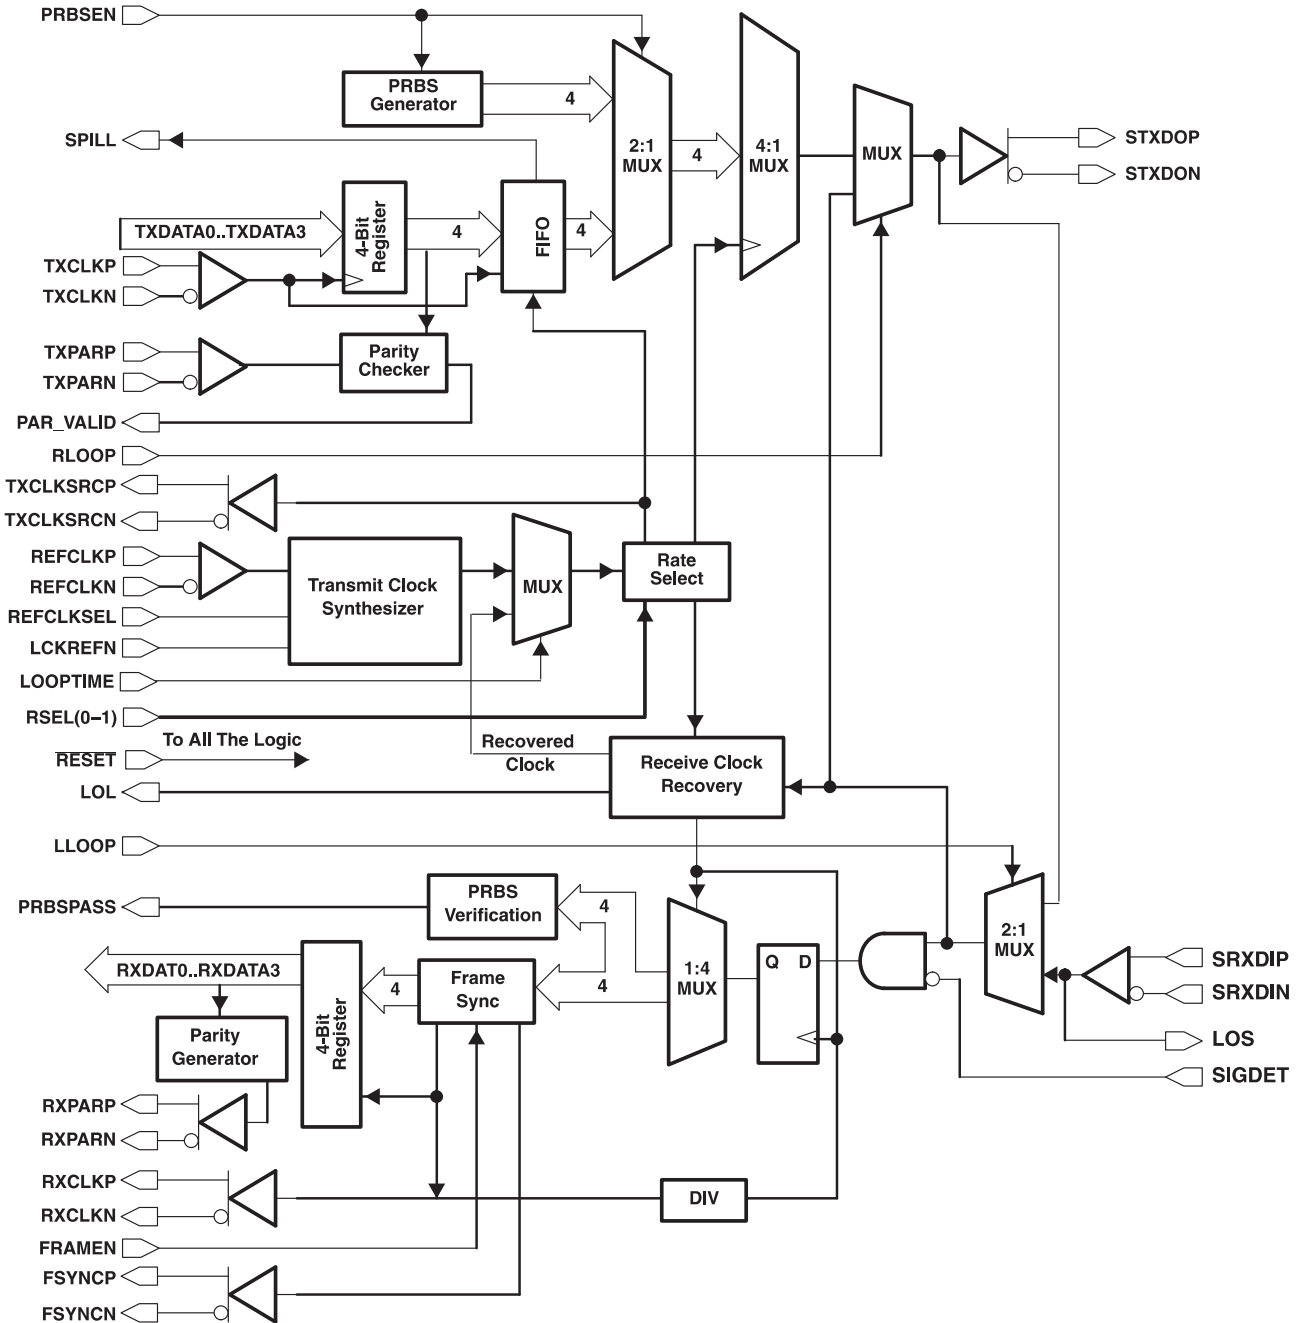 PRBSEN
PRBS
Generator
4
SPILL
2:1
MUX
4
4:1
MUX
MUX
STXDOP
STXDON
TXDATA0..TXDATA3
4-Bit
Register
4
FIFO
4
TXCLKP
TXCLKN
TXPARP
TXPARN
Parity
Checker
PAR_VALID
RLOOP
TXCLKSRCP
TXCLKSRCN
REFCLKP
REFCLKN
REFCLKSEL
LCKREFN
Transmit Clock
Synthesizer
MUX
Rate
Select
LOOPTIME
RSEL(0–1)
RESET
To All The Logic
Recovered
Clock
Receive Clock
Recovery
LOL
LLOOP
PRBSPASS
PRBS
Verification
4
4
1:4
MUX
Q D
2:1
MUX
SRXDIP
SRXDIN
LOS
SIGDET
RXDAT0..RXDATA3
4-Bit
Register
4
Frame
Sync
Parity
Generator
RXPARP
RXPARN
RXCLKP
RXCLKN
DIV
FRAMEN
FSYNCP
FSYNCN